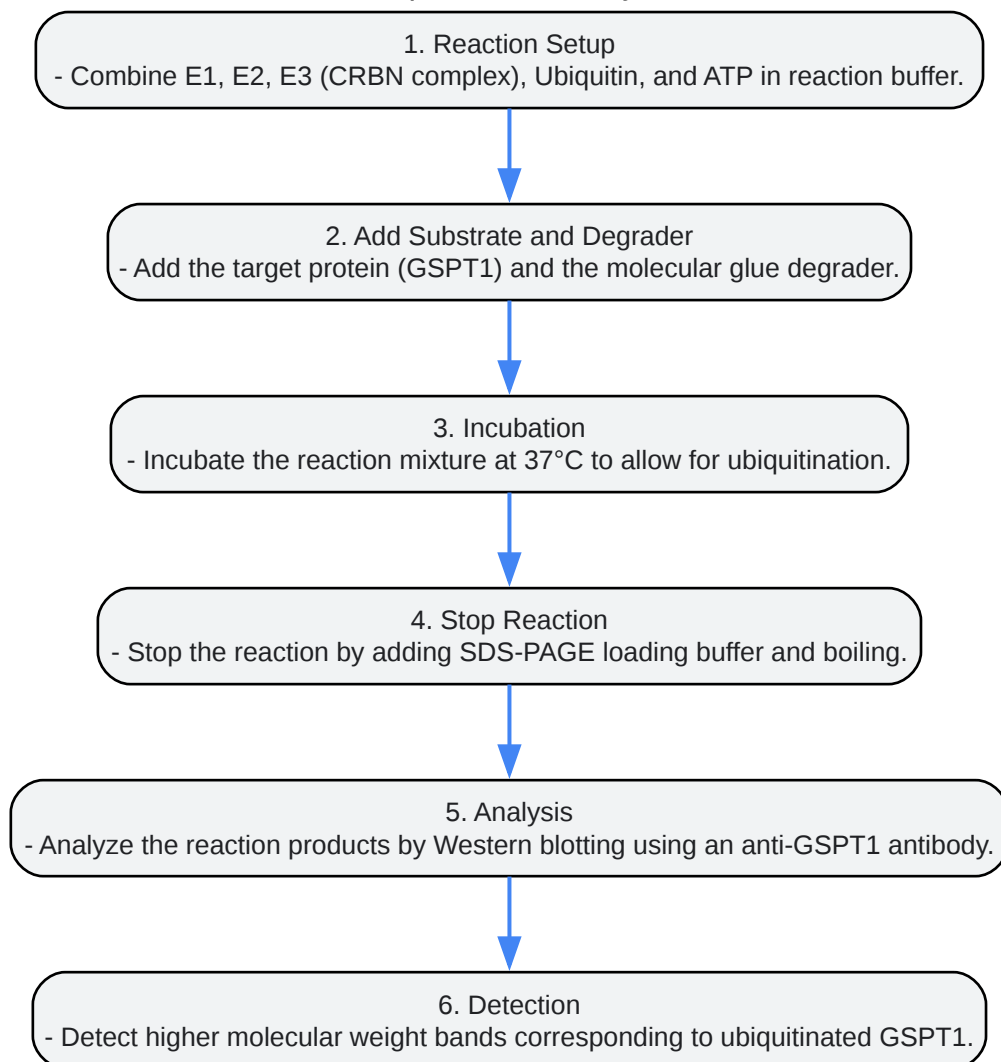 1. Reaction Setup
- Combine E1, E2, E3 (CRBN complex), Ubiquitin, and ATP in reaction buffer.
2. Add Substrate and Degrader
- Add the target protein (GSPT1) and the molecular glue degrader.
3. Incubation
- Incubate the reaction mixture at 37°C to allow for ubiquitination.
4. Stop Reaction
- Stop the reaction by adding SDS-PAGE loading buffer and boiling.
5. Analysis
- Analyze the reaction products by Western blotting using an anti-GSPT1 antibody.
6. Detection
- Detect higher molecular weight bands corresponding to ubiquitinated GSPT1.